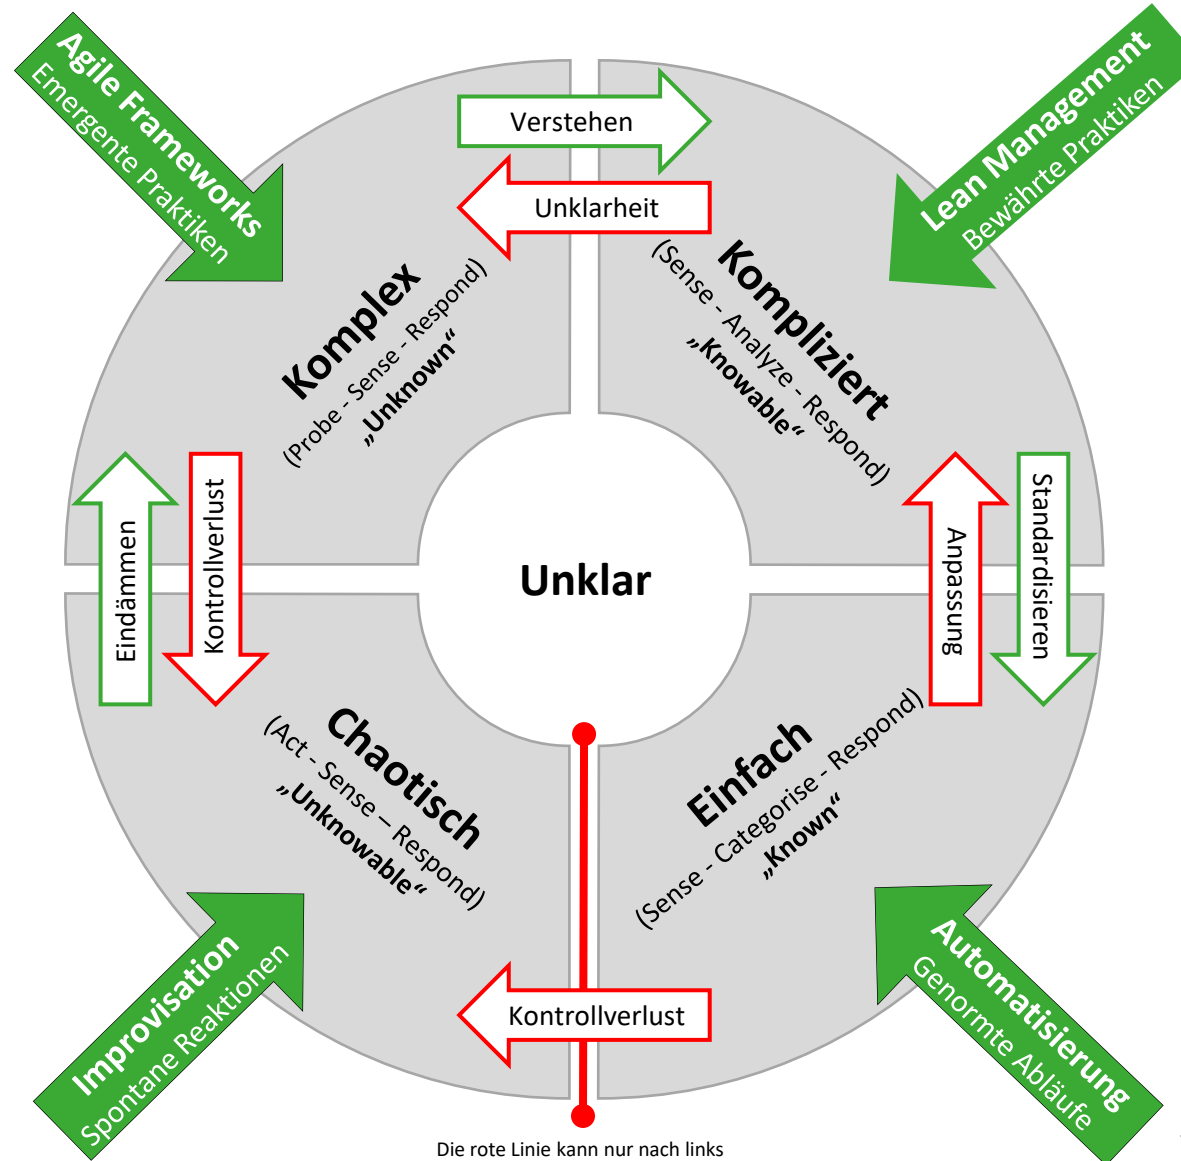 Agile Frameworks
Emergente Praktiken
Lean Management
Bewährte Praktiken
Verstehen
Unklarheit
Komplex
(Probe - Sense - Respond)
„Unknown“
Kompliziert
(Sense - Analyze - Respond)
„Knowable“
Eindämmen
Kontrollverlust
Anpassung
Standardisieren
Unklar
Chaotisch
(Act - Sense – Respond)
„Unknowable“
Einfach
(Sense - Categorise - Respond)
„Known“
Kontrollverlust
Improvisation
Spontane Reaktionen
Automatisierung
Genormte Abläufe
Die rote Linie kann nur nach links